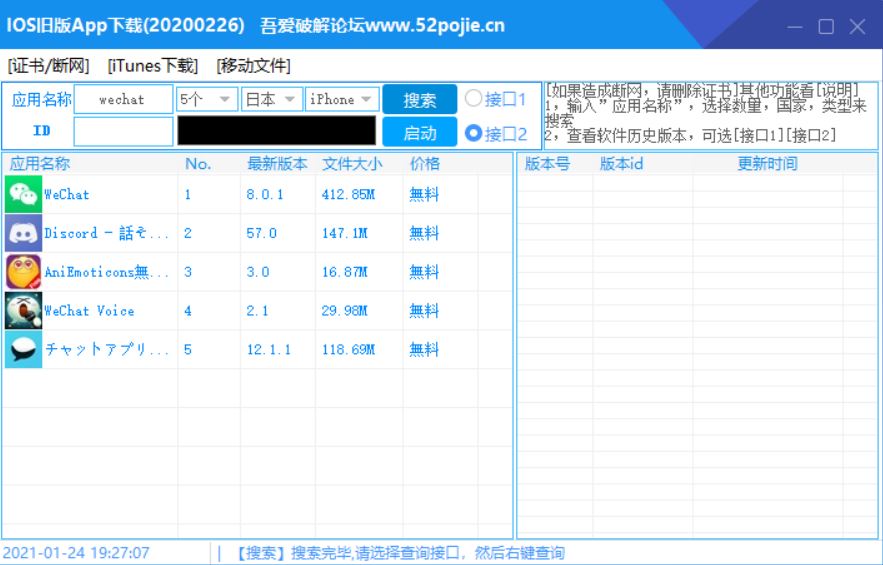 IOS旧版App下载(20200226) 吾爱破解论坛www.52pojie.cn
[证书/断网] [iTunes下载] [移动文件]
应用名称 wechat 5个 日本 iPhone 搜索 接口1
ID 启动 接口2
[如果造成断网，请删除证书]其他功能看[说明]
1，输入”应用名称”，选择数量，国家，类型来
搜索
2，查看软件历史版本，可选[接口1][接口2]
应用名称 No. 最新版本 文件大小 价格
WeChat 1 8.0.1 412.85M 無料
Discord - 話そ... 2 57.0 147.1M 無料
AniEmoticons無... 3 3.0 16.87M 無料
WeChat Voice 4 2.1 29.98M 無料
チャットアプリ... 5 12.1.1 118.69M 無料
版本号 版本id 更新时间
2021-01-24 19:27:07 | 【搜索】搜索完毕,请选择查询接口，然后右键查询